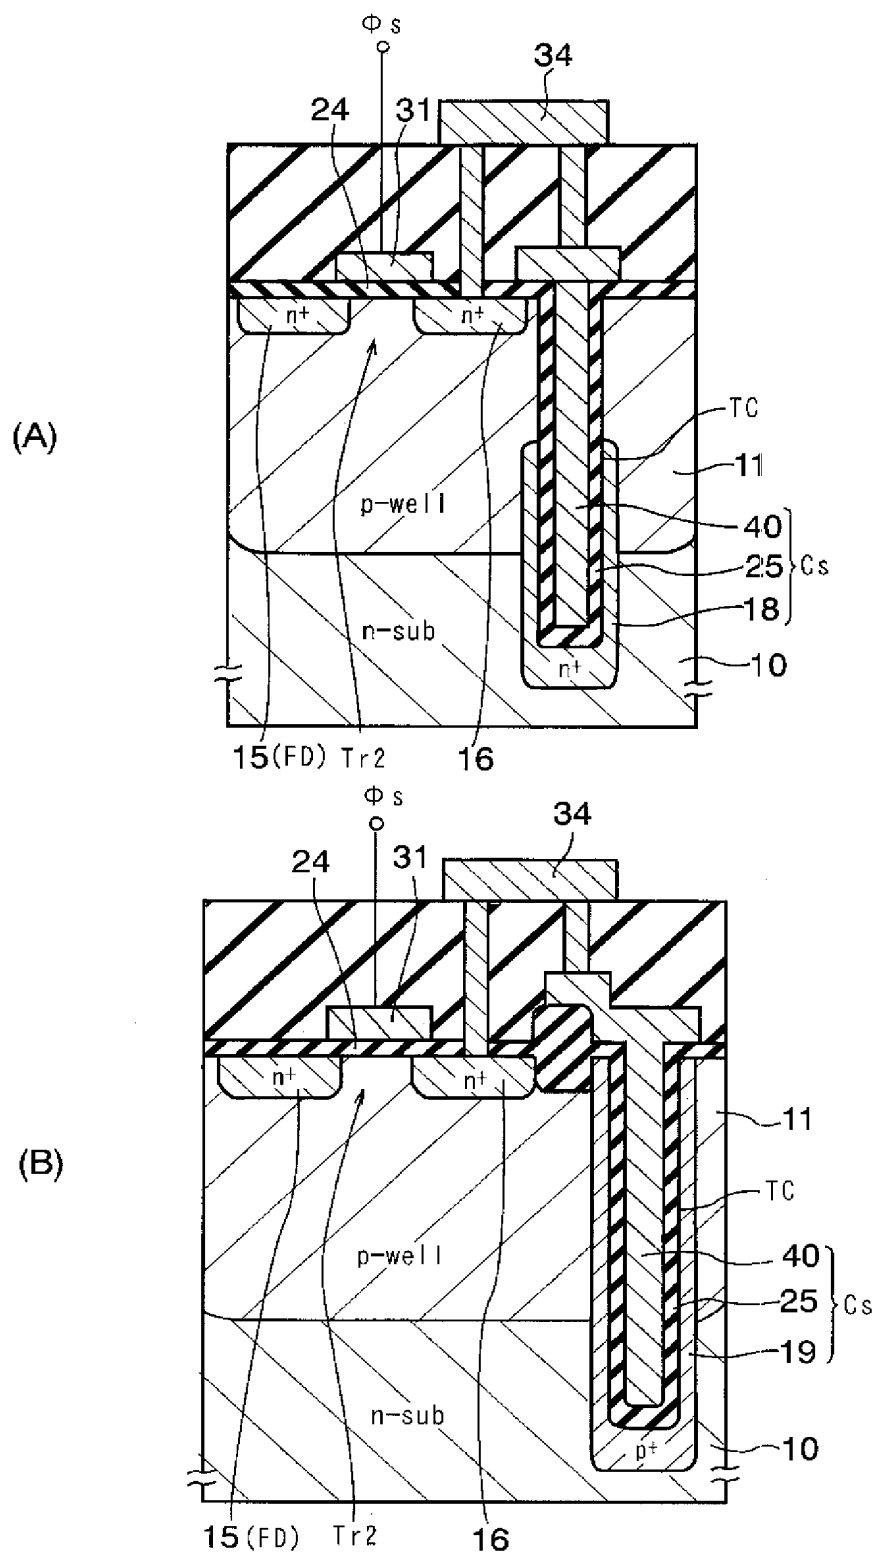 Φs
34
24
31
n+
n+
TC
(A)
11
p-well
40
25
Cs
18
n-sub
n+
10
15(FD)
Tr2
16
Φs
34
24
31
n+
n+
11
(B)
TC
p-well
40
25
Cs
19
n-sub
p+
10
15(FD)
Tr2
16